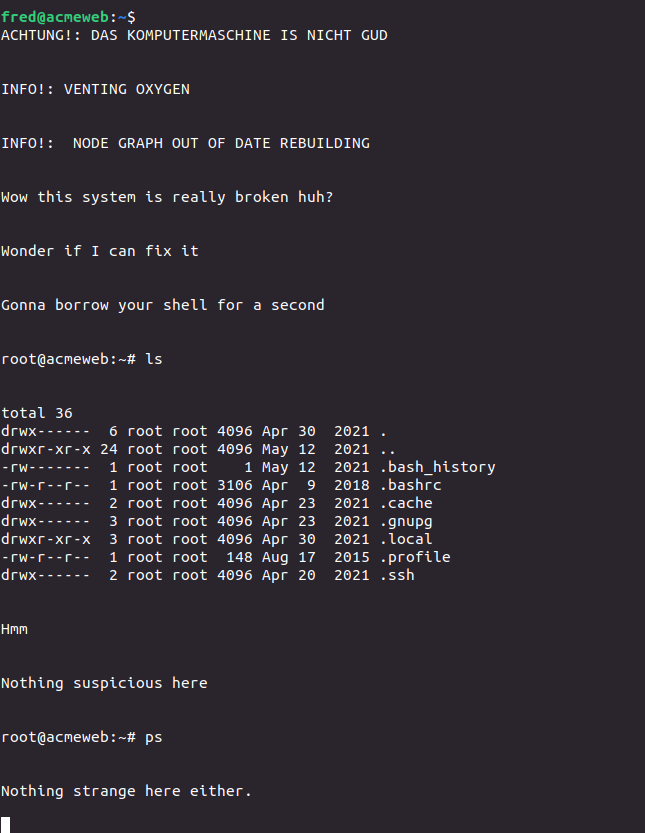 fred@acmeweb:~$
ACHTUNG!: DAS KOMPUTERMASCHINE IS NICHT GUD
INFO!: VENTING OXYGEN
INFO!:  NODE GRAPH OUT OF DATE REBUILDING
Wow this system is really broken huh?
Wonder if I can fix it
Gonna borrow your shell for a second
root@acmeweb:~# ls
total 36
drwx------  6 root root 4096 Apr 30  2021 .
drwxr-xr-x 24 root root 4096 May 12  2021 ..
-rw-------  1 root root    1 May 12  2021 .bash_history
-rw-r--r--  1 root root 3106 Apr  9  2018 .bashrc
drwx------  2 root root 4096 Apr 23  2021 .cache
drwx------  3 root root 4096 Apr 23  2021 .gnupg
drwxr-xr-x  3 root root 4096 Apr 30  2021 .local
-rw-r--r--  1 root root  148 Aug 17  2015 .profile
drwx------  2 root root 4096 Apr 20  2021 .ssh
Hmm
Nothing suspicious here
root@acmeweb:~# ps
Nothing strange here either.